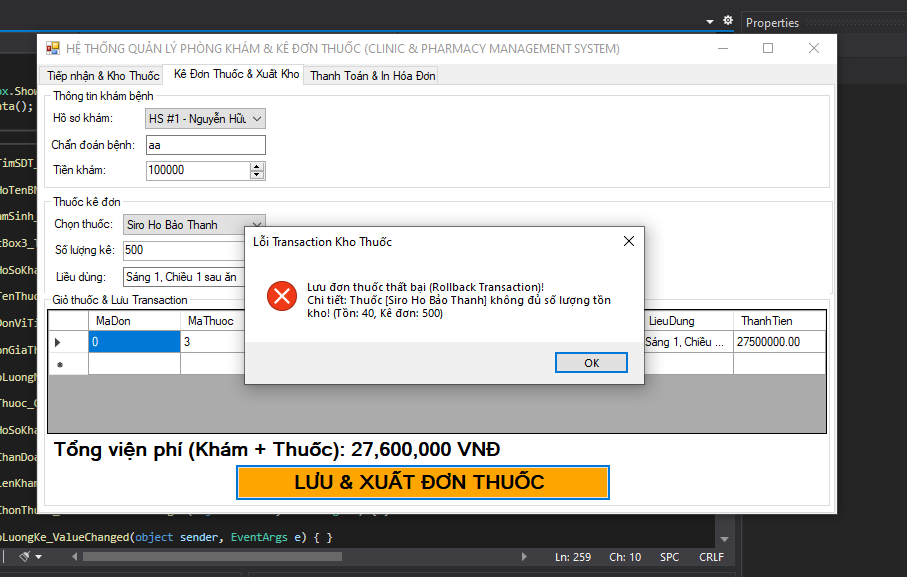 Properties
HỆ THỐNG QUẢN LÝ PHÒNG KHÁM & KÊ ĐƠN THUỐC (CLINIC & PHARMACY MANAGEMENT SYSTEM)
Tiếp nhận & Kho Thuốc
Kê Đơn Thuốc & Xuất Kho
Thanh Toán & In Hóa Đơn
Thông tin khám bệnh
Hồ sơ khám:
HS #1 - Nguyễn Hữu
Chẩn đoán bệnh:
aa
Tiền khám:
100000
Thuốc kê đơn
Chọn thuốc:
Siro Ho Bảo Thanh
Số lượng kê:
500
Liều dùng:
Sáng 1, Chiều 1 sau ăn
Giỏ thuốc & Lưu Transaction
MaDon
MaThuoc
LieuDung
ThanhTien
0
3
Sáng 1, Chiều ...
27500000.00
Lỗi Transaction Kho Thuốc
Lưu đơn thuốc thất bại (Rollback Transaction)!
Chi tiết: Thuốc [Siro Ho Bảo Thanh] không đủ số lượng tồn
kho! (Tồn: 40, Kê đơn: 500)
OK
Tổng viện phí (Khám + Thuốc): 27,600,000 VNĐ
LƯU & XUẤT ĐƠN THUỐC
oLuongKe_ValueChanged(object sender, EventArgs e) { }
Ln: 259
Ch: 10
SPC
CRLF